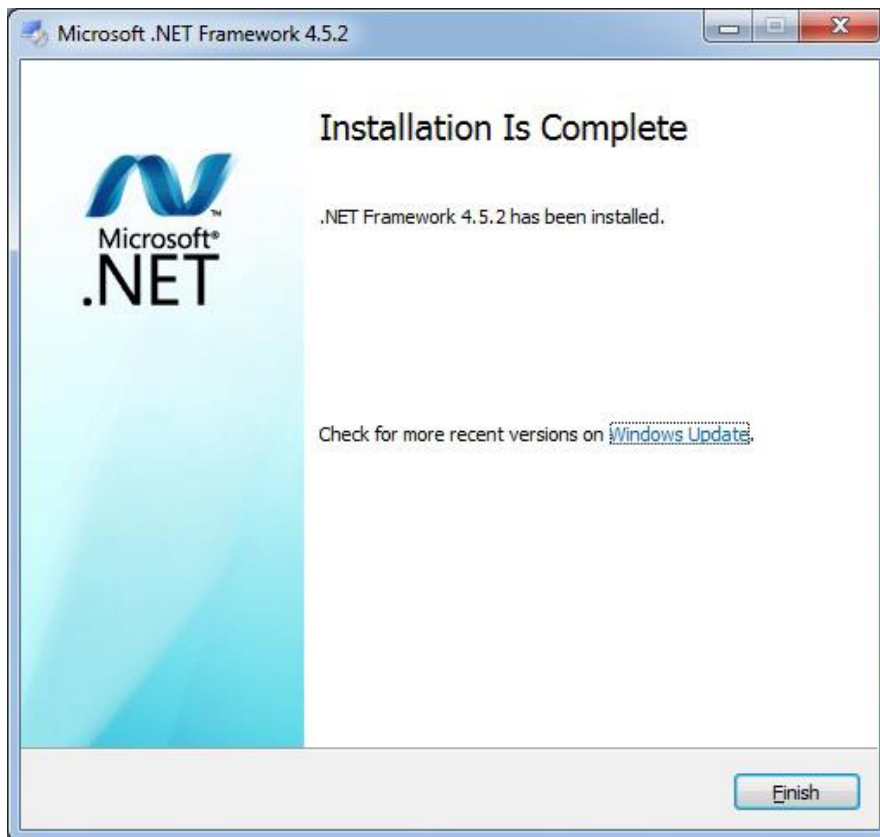 Microsoft .NET Framework 4.5.2
Installation Is Complete
.NET Framework 4.5.2 has been installed.
Microsoft®
.NET
™
Check for more recent versions on Windows Update.
Finish